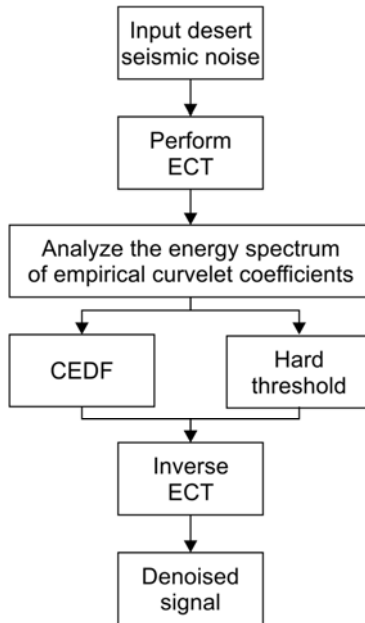 Input desert
seismic noise
Perform
ECT
Analyze the energy spectrum
of empirical curvelet coefficients
CEDF
Hard
threshold
Inverse
ECT
Denoised
signal